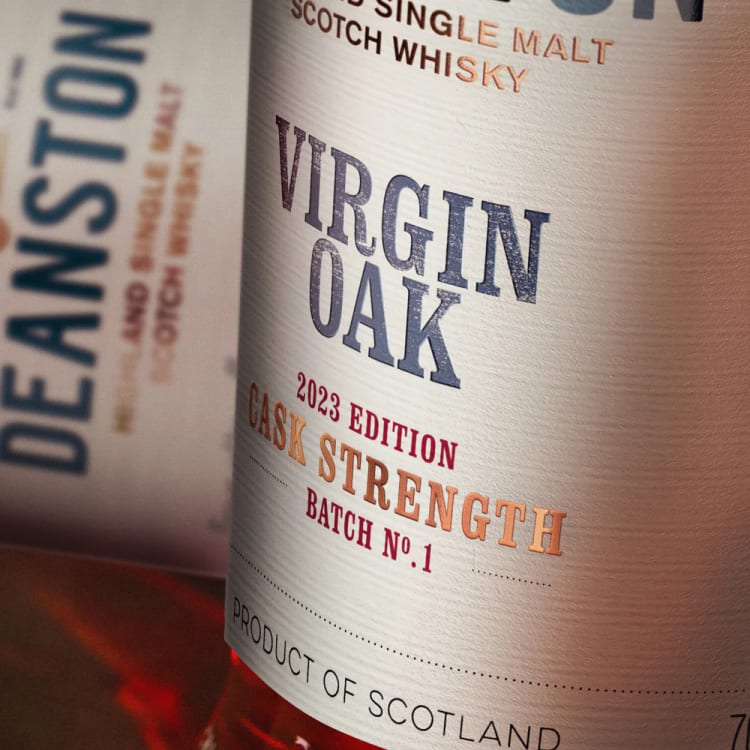 DEANSTON
HIGHLAND SINGLE MALT
SCOTCH WHISKY
SINGLE MALT
SCOTCH WHISKY
VIRGIN
OAK
2023 EDITION
CASK STRENGTH
BATCH Nº.1
PRODUCT OF SCOTLAND